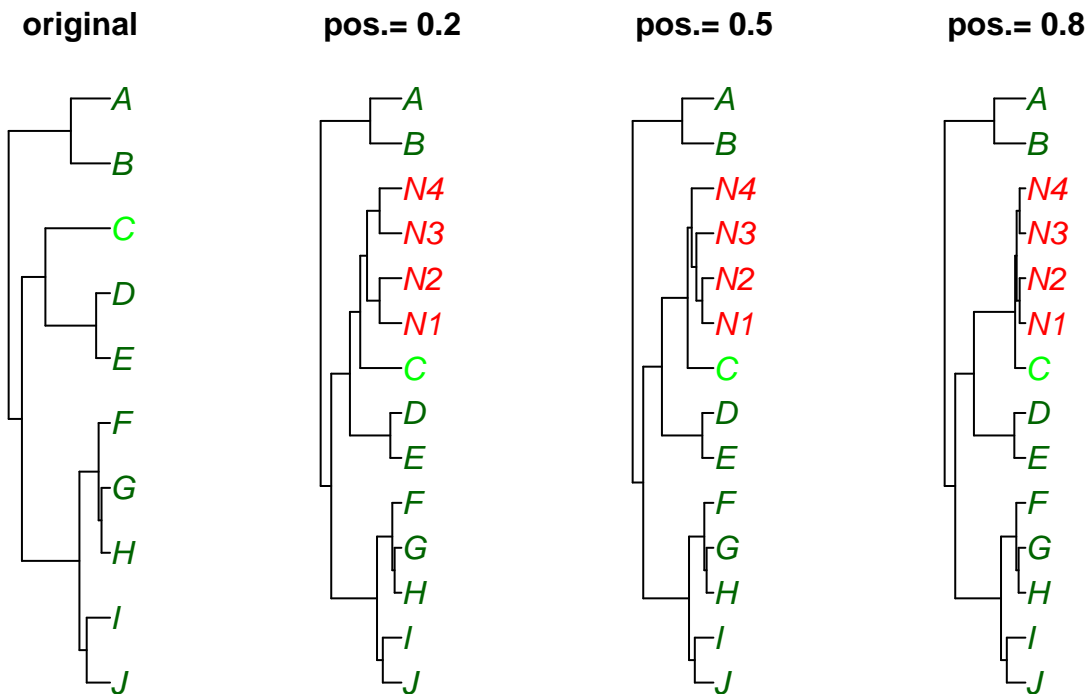 original
A
B
C
D
E
F
G
H
I
J
pos.= 0.2
A
B
N4
N3
N2
N1
C
D
E
F
G
H
I
J
pos.= 0.5
A
B
N4
N3
N2
N1
C
D
E
F
G
H
I
J
pos.= 0.8
A
B
N4
N3
N2
N1
C
D
E
F
G
H
I
J